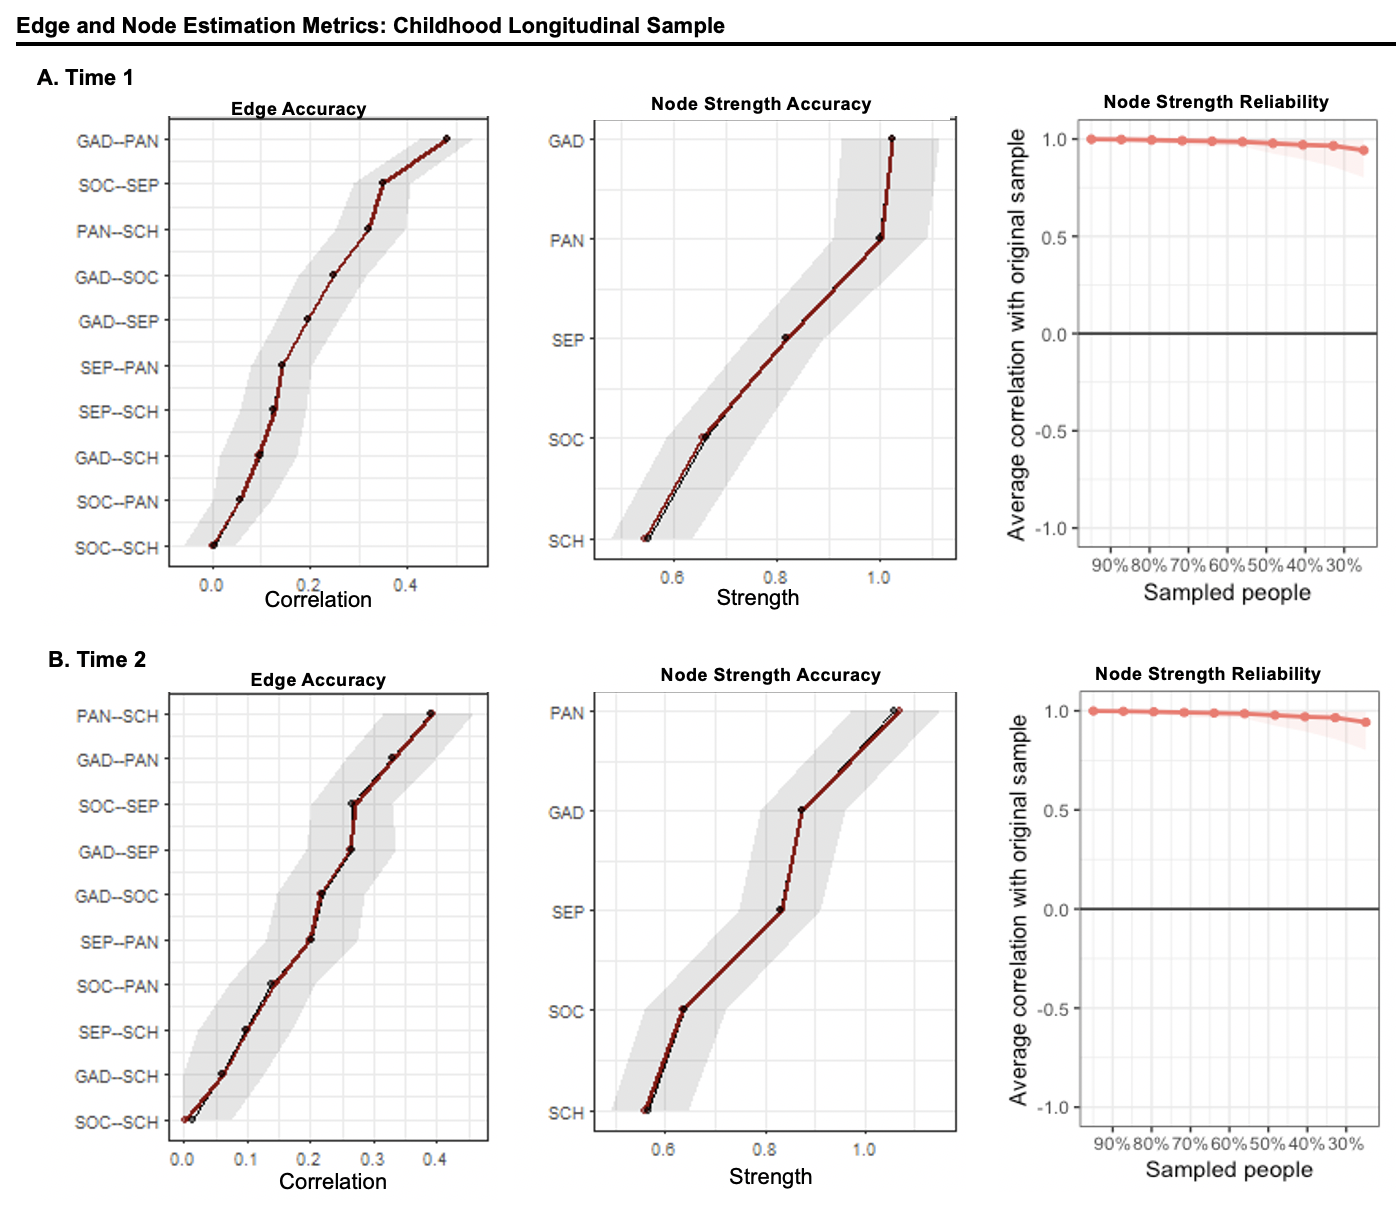 Edge and Node Estimation Metrics: Childhood Longitudinal Sample
A. Time 1
Edge Accuracy
GAD--PAN
SOC--SEP
PAN--SCH
GAD--SOC
GAD--SEP
SEP--PAN
SEP--SCH
GAD--SCH
SOC--PAN
SOC--SCH
0.0 0.2 0.4
Correlation
Node Strength Accuracy
GAD
PAN
SEP
SOC
SCH
0.6 0.8 1.0
Strength
Node Strength Reliability
Average correlation with original sample
1.0
0.5
0.0
-0.5
-1.0
90% 80% 70% 60% 50% 40% 30%
Sampled people
B. Time 2
Edge Accuracy
PAN--SCH
GAD--PAN
SOC--SEP
GAD--SEP
GAD--SOC
SEP--PAN
SOC--PAN
SEP--SCH
GAD--SCH
SOC--SCH
0.0 0.1 0.2 0.3 0.4
Correlation
Node Strength Accuracy
PAN
GAD
SEP
SOC
SCH
0.6 0.8 1.0
Strength
Node Strength Reliability
Average correlation with original sample
1.0
0.5
0.0
-0.5
-1.0
90% 80% 70% 60% 50% 40% 30%
Sampled people